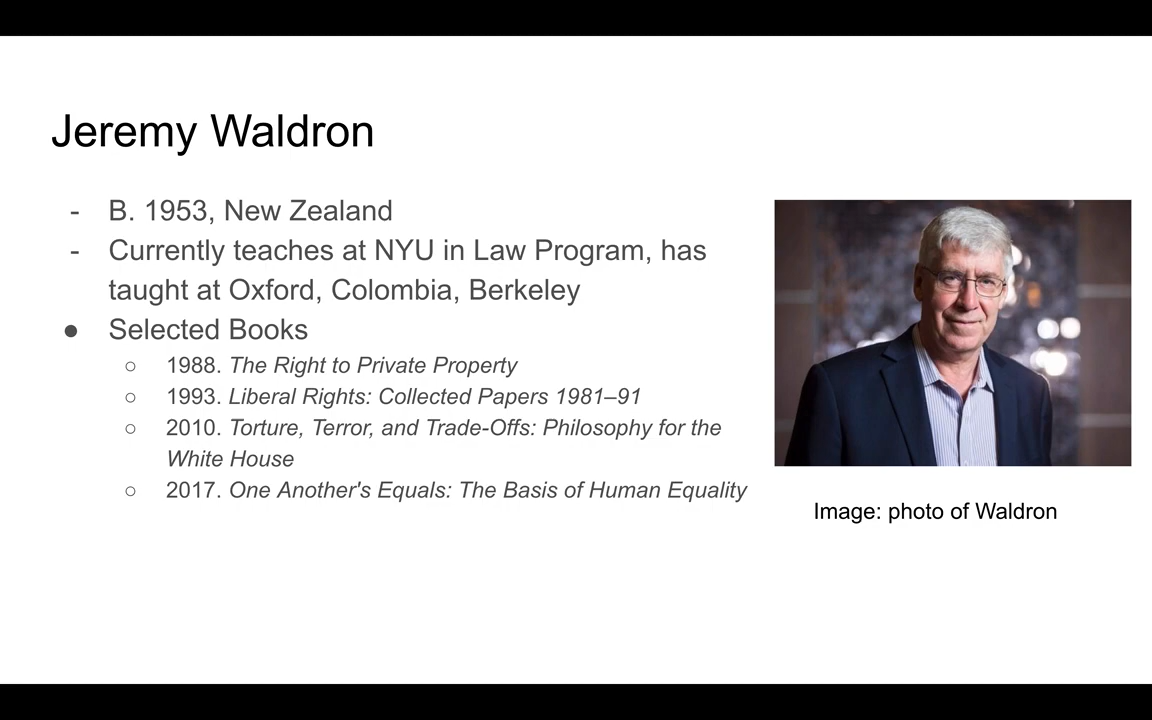 Jeremy Waldron
- B. 1953, New Zealand
- Currently teaches at NYU in Law Program, has
taught at Oxford, Colombia, Berkeley
● Selected Books
○ 1988. The Right to Private Property
○ 1993. Liberal Rights: Collected Papers 1981–91
○ 2010. Torture, Terror, and Trade-Offs: Philosophy for the
White House
○ 2017. One Another's Equals: The Basis of Human Equality
Image: photo of Waldron